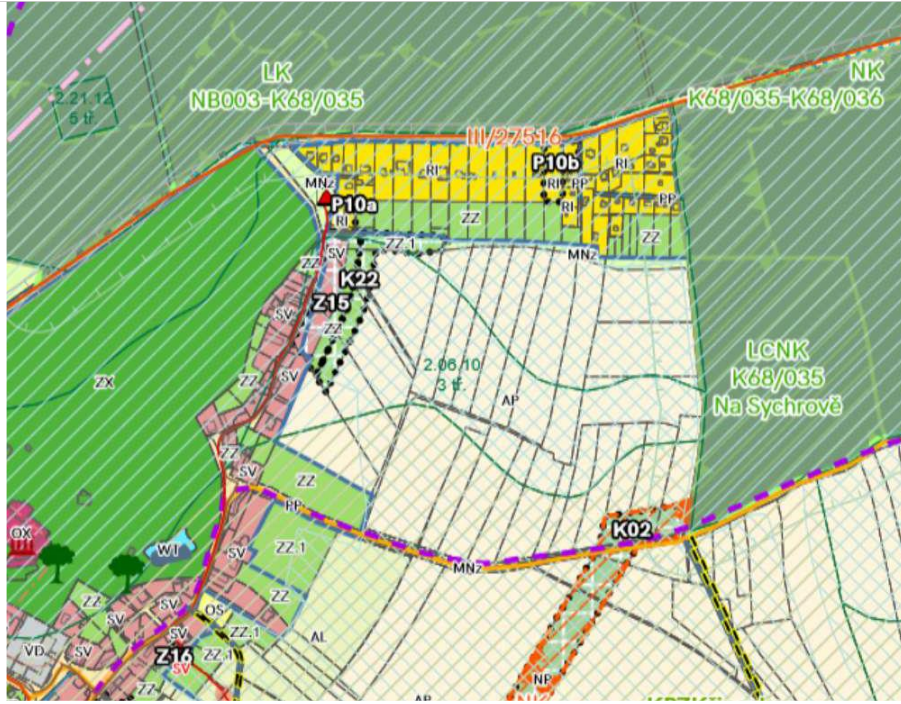 LK
NB003-K68/035
NK
K68/035-K68/036
2.21.12
5 tř.
III/27516
P10b
RI
RI
RI
PP
MNz
P10a
RI
ZZ
RI
PP
ZZ
SV
ZZ.1
MNz
ZZ
K22
Z15
SV
ZZ
LCNK
K68/035
Na Sychrově
2.06.10
3 tř.
ZX
ZZ
SV
AP
ZZ
SV
ZZ
PP
K02
OX
WT
SV
ZZ.1
MNz
ZZ
SV
OS
ZZ
SV
SV
ZZ.1
AL
VD
SV
Z16
SV
ZZ.1
ZZ
NP
AP